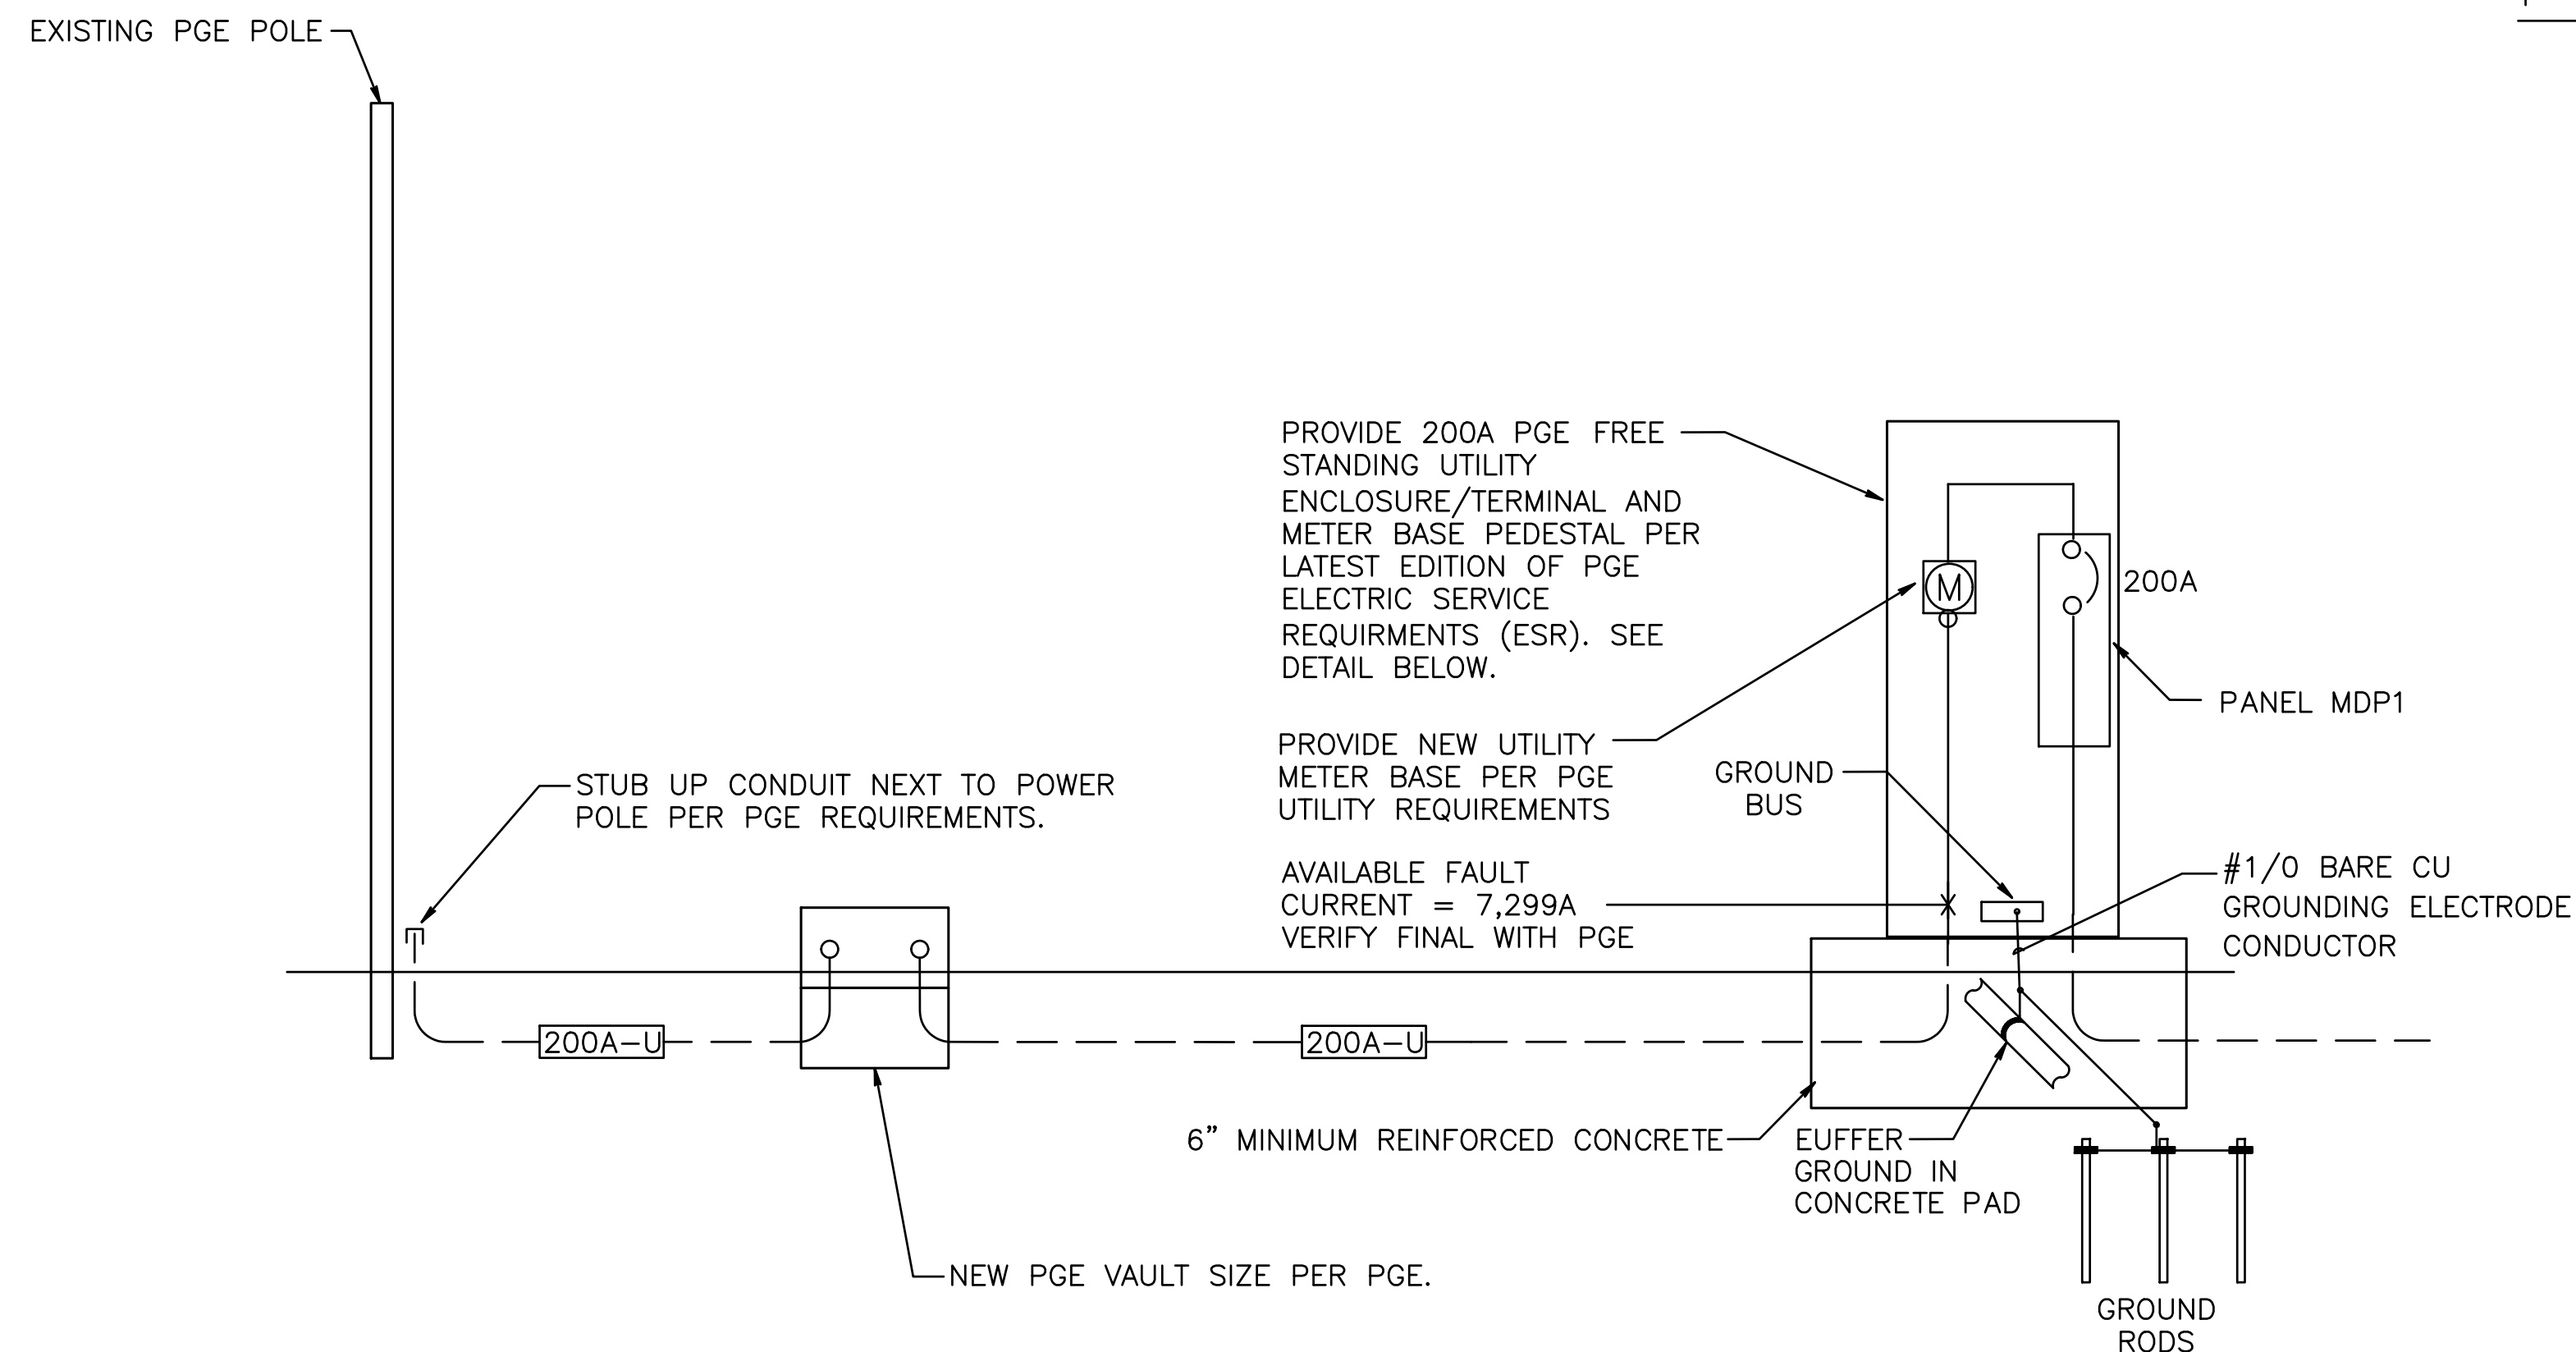 EXISTING PGE POLE
PROVIDE 200A PGE FREE
STANDING UTILITY
ENCLOSURE/TERMINAL AND
METER BASE PEDESTAL PER
LATEST EDITION OF PGE
ELECTRIC SERVICE
REQUIRMENTS (ESR). SEE
DETAIL BELOW.
M
200A
PANEL MDP1
PROVIDE NEW UTILITY
METER BASE PER PGE
UTILITY REQUIREMENTS
GROUND
BUS
STUB UP CONDUIT NEXT TO POWER
POLE PER PGE REQUIREMENTS.
AVAILABLE FAULT
CURRENT = 7,299A
VERIFY FINAL WITH PGE
#1/0 BARE CU
GROUNDING ELECTRODE
CONDUCTOR
200A-U
200A-U
6" MINIMUM REINFORCED CONCRETE
EUFFER
GROUND IN
CONCRETE PAD
NEW PGE VAULT SIZE PER PGE.
GROUND
RODS